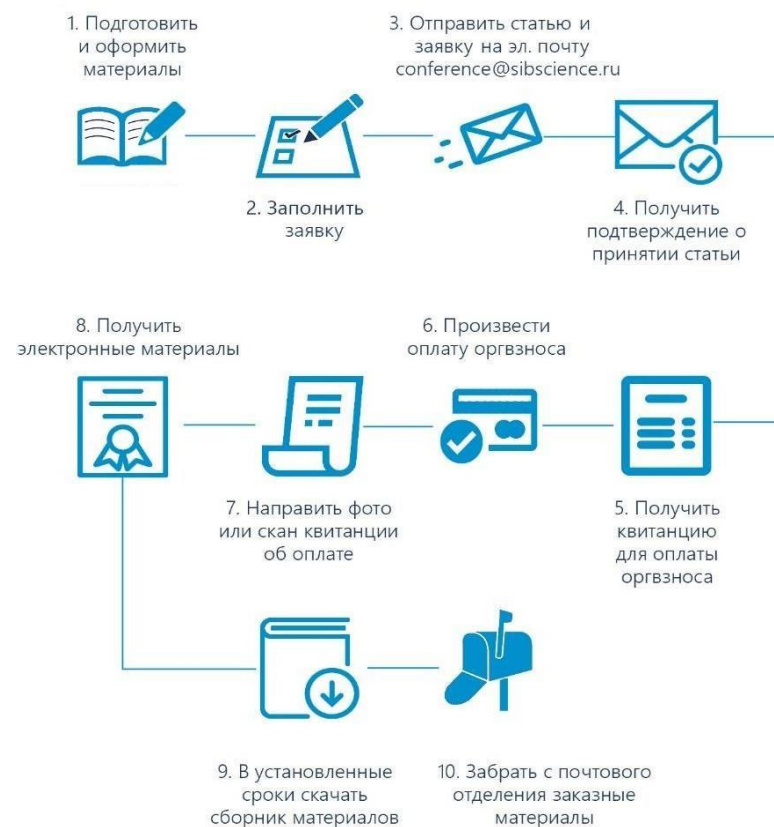 1. Подготовить
и оформить
материалы
3. Отправить статью и
заявку на эл. почту
conference@sibscience.ru
2. Заполнить
заявку
4. Получить
подтверждение о
принятии статьи
8. Получить
электронные материалы
6. Произвести
оплату оргвзноса
7. Направить фото
или скан квитанции
об оплате
5. Получить
квитанцию
для оплаты
оргвзноса
9. В установленные
сроки скачать
сборник материалов
10. Забрать с почтового
отделения заказные
материалы